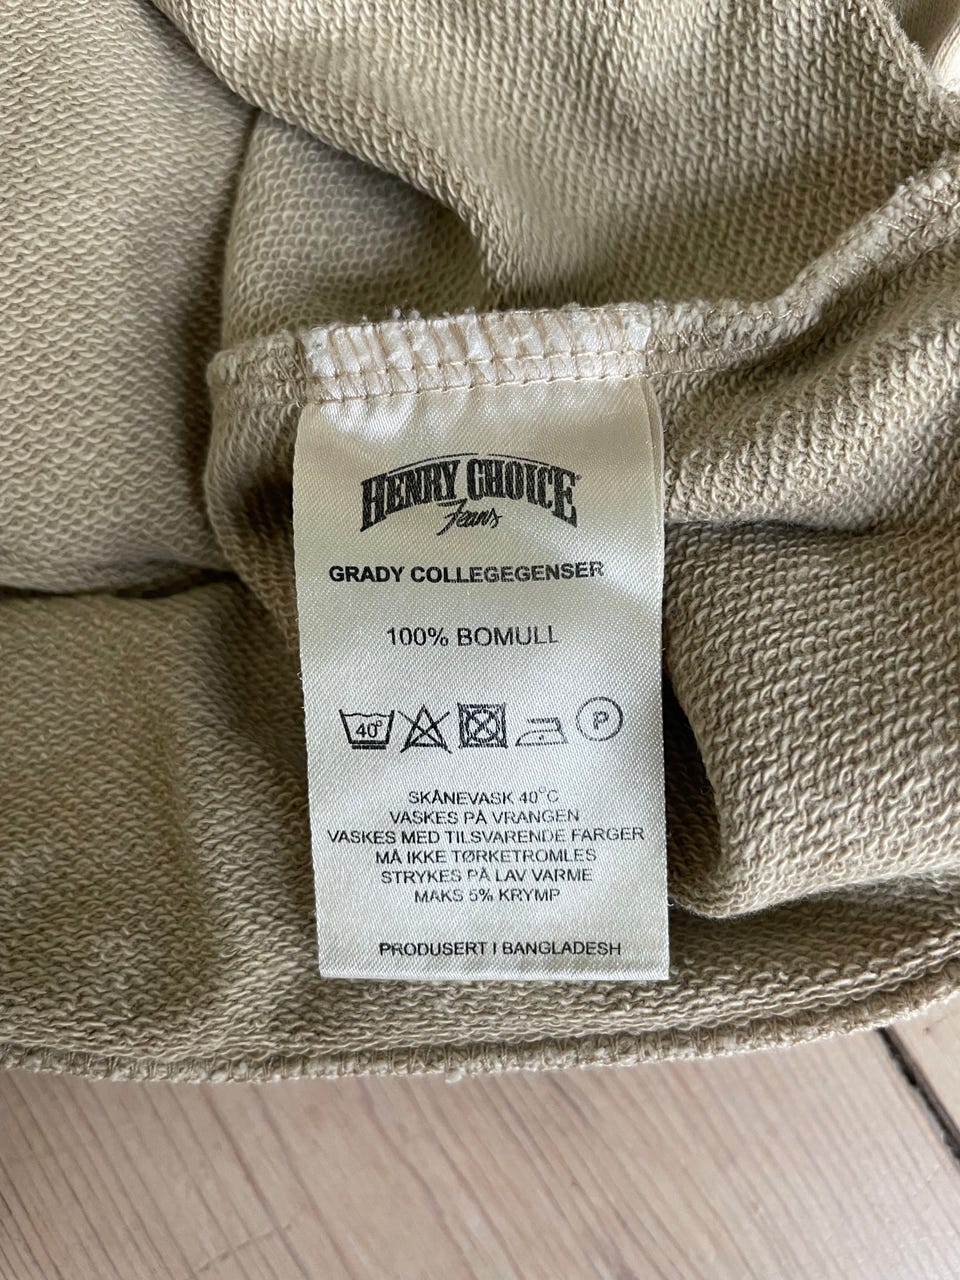 HENRY CHOICE
Jeans
GRADY COLLEGEGENSER
100% BOMULL
40° P
SKÅNEVASK 40°C
VASKES PÅ VRANGEN
VASKES MED TILSVARENDE FARGER
MÅ IKKE TØRKETROMLES
STRYKES PÅ LAV VARME
MAKS 5% KRYMP
PRODUSERT I BANGLADESH